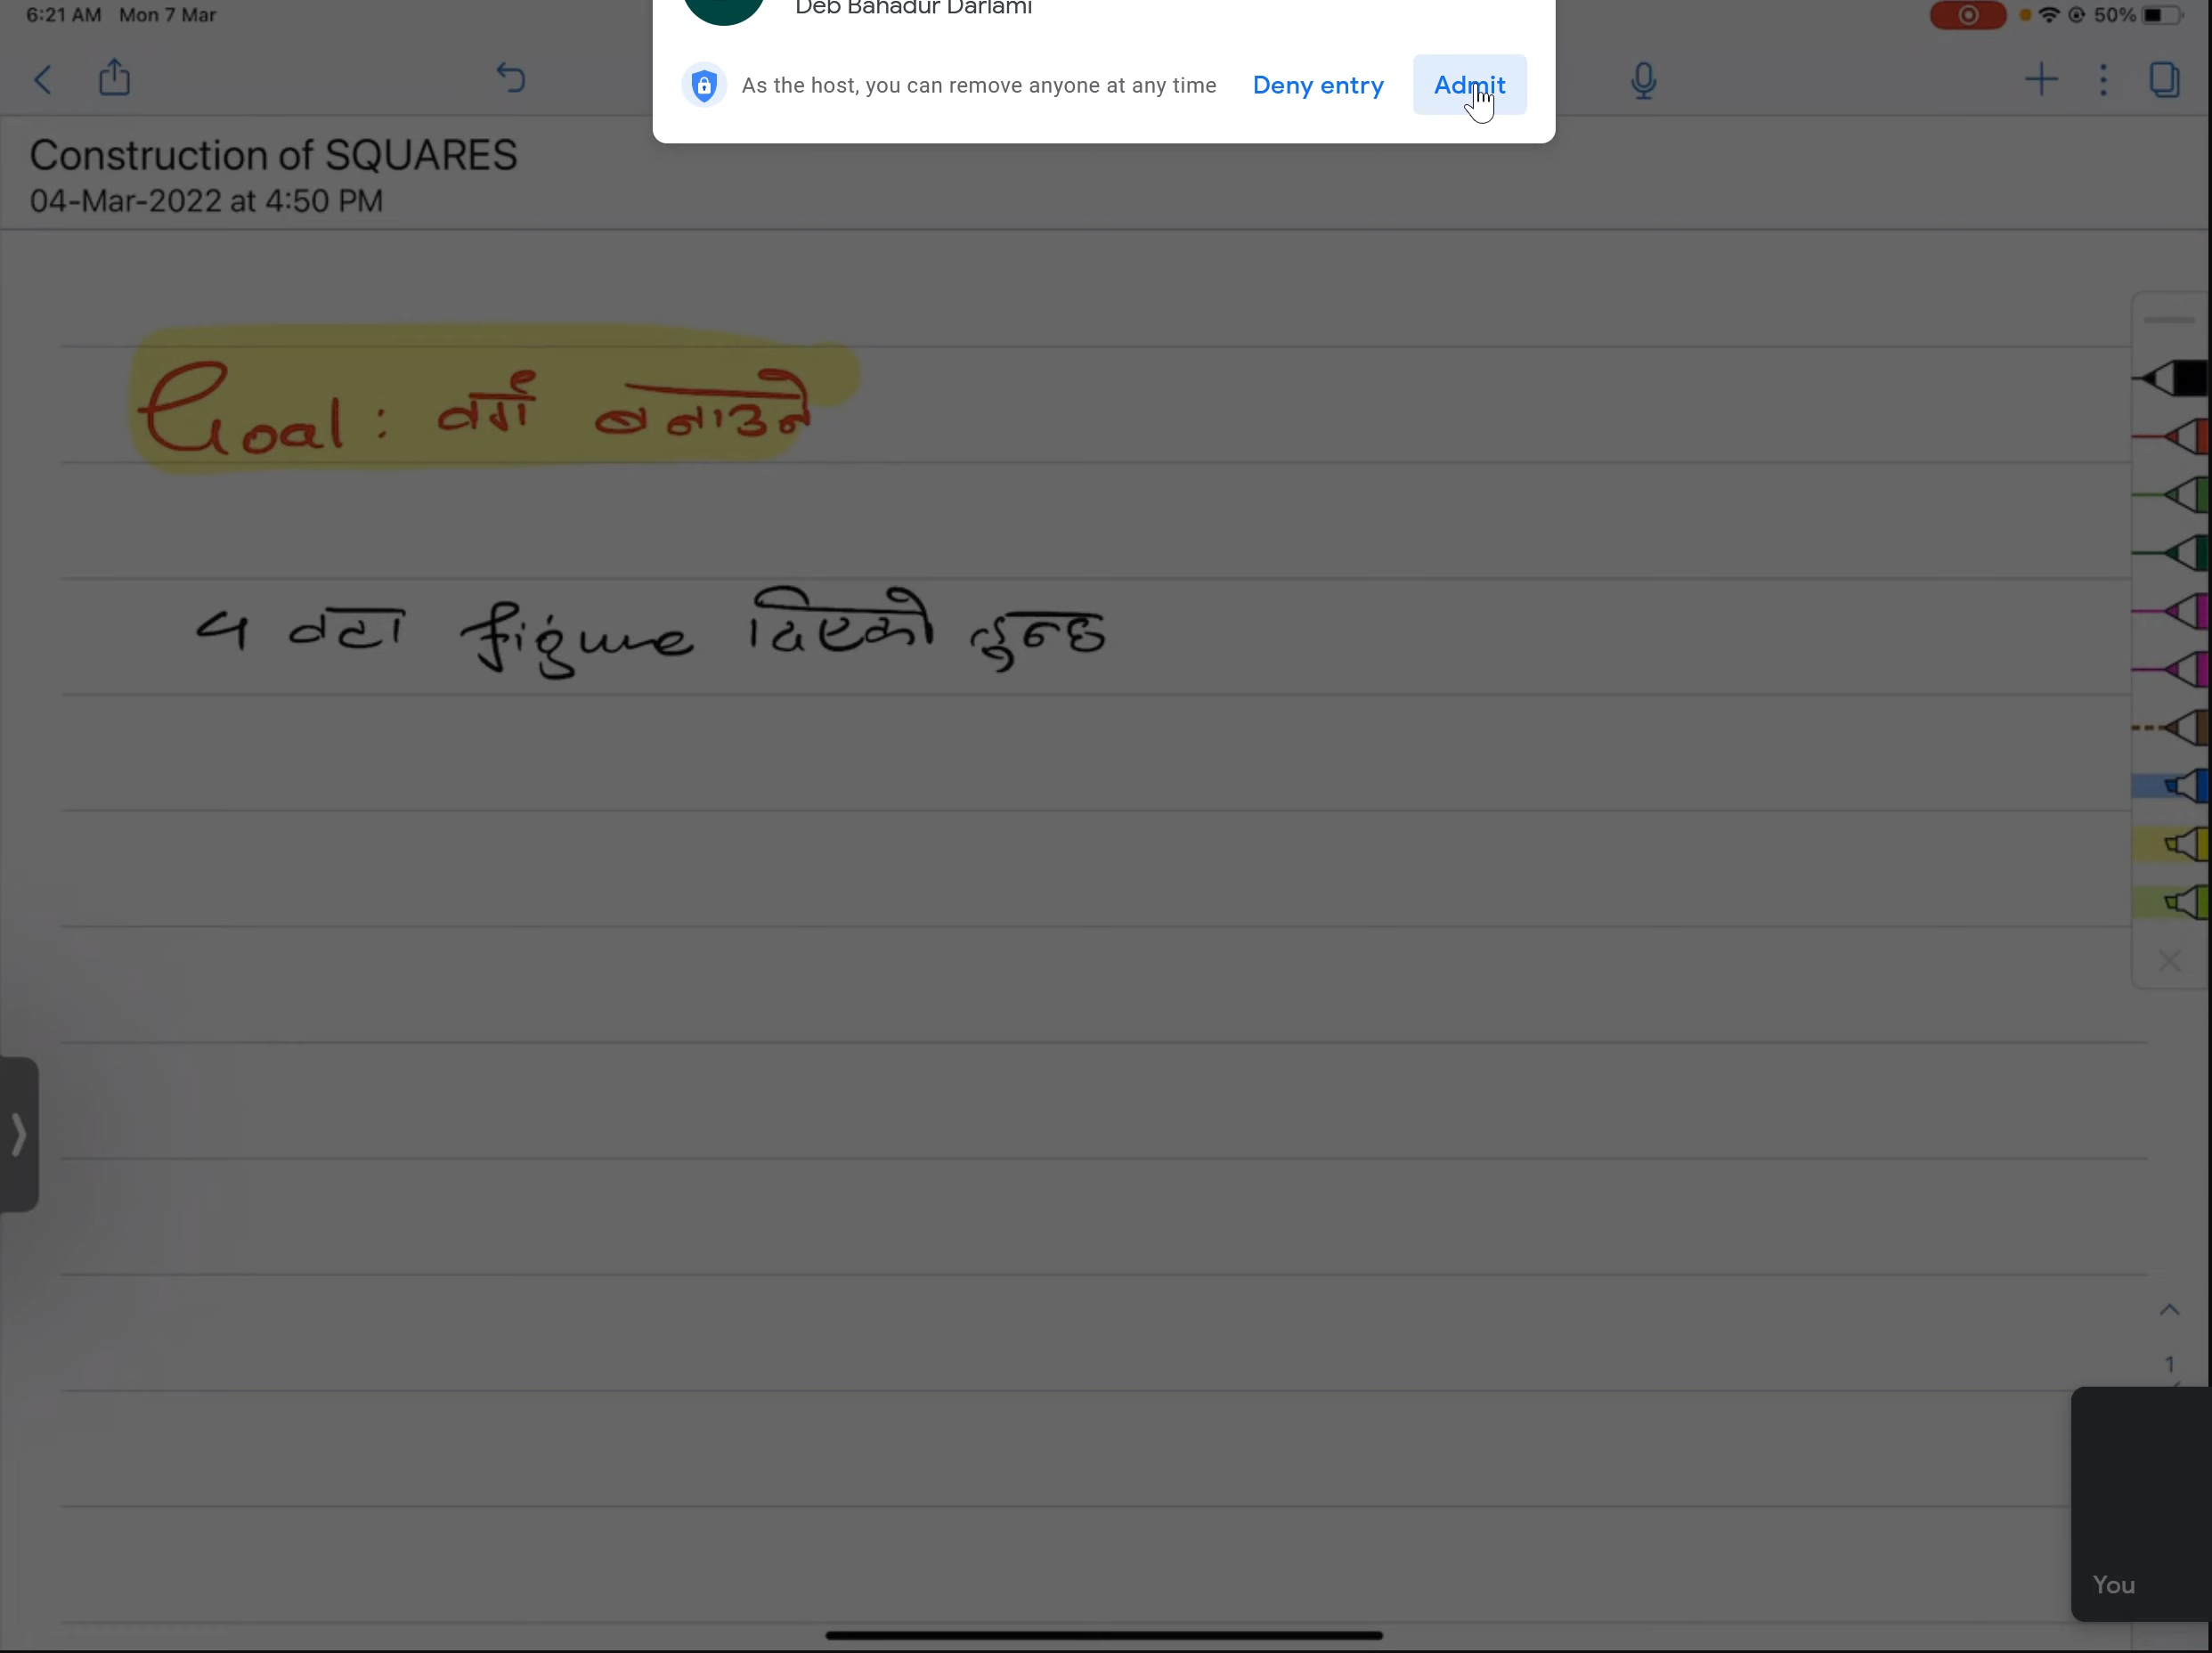 6:21 AM Mon 7 Mar
50%
Deb Bahadur Darlami
As the host, you can remove anyone at any time Deny entry Admit
Construction of SQUARES
04-Mar-2022 at 4:50 PM
Goal: वर्ग बनाउने
५ वटा figure दिएको हुन्छ
1
You